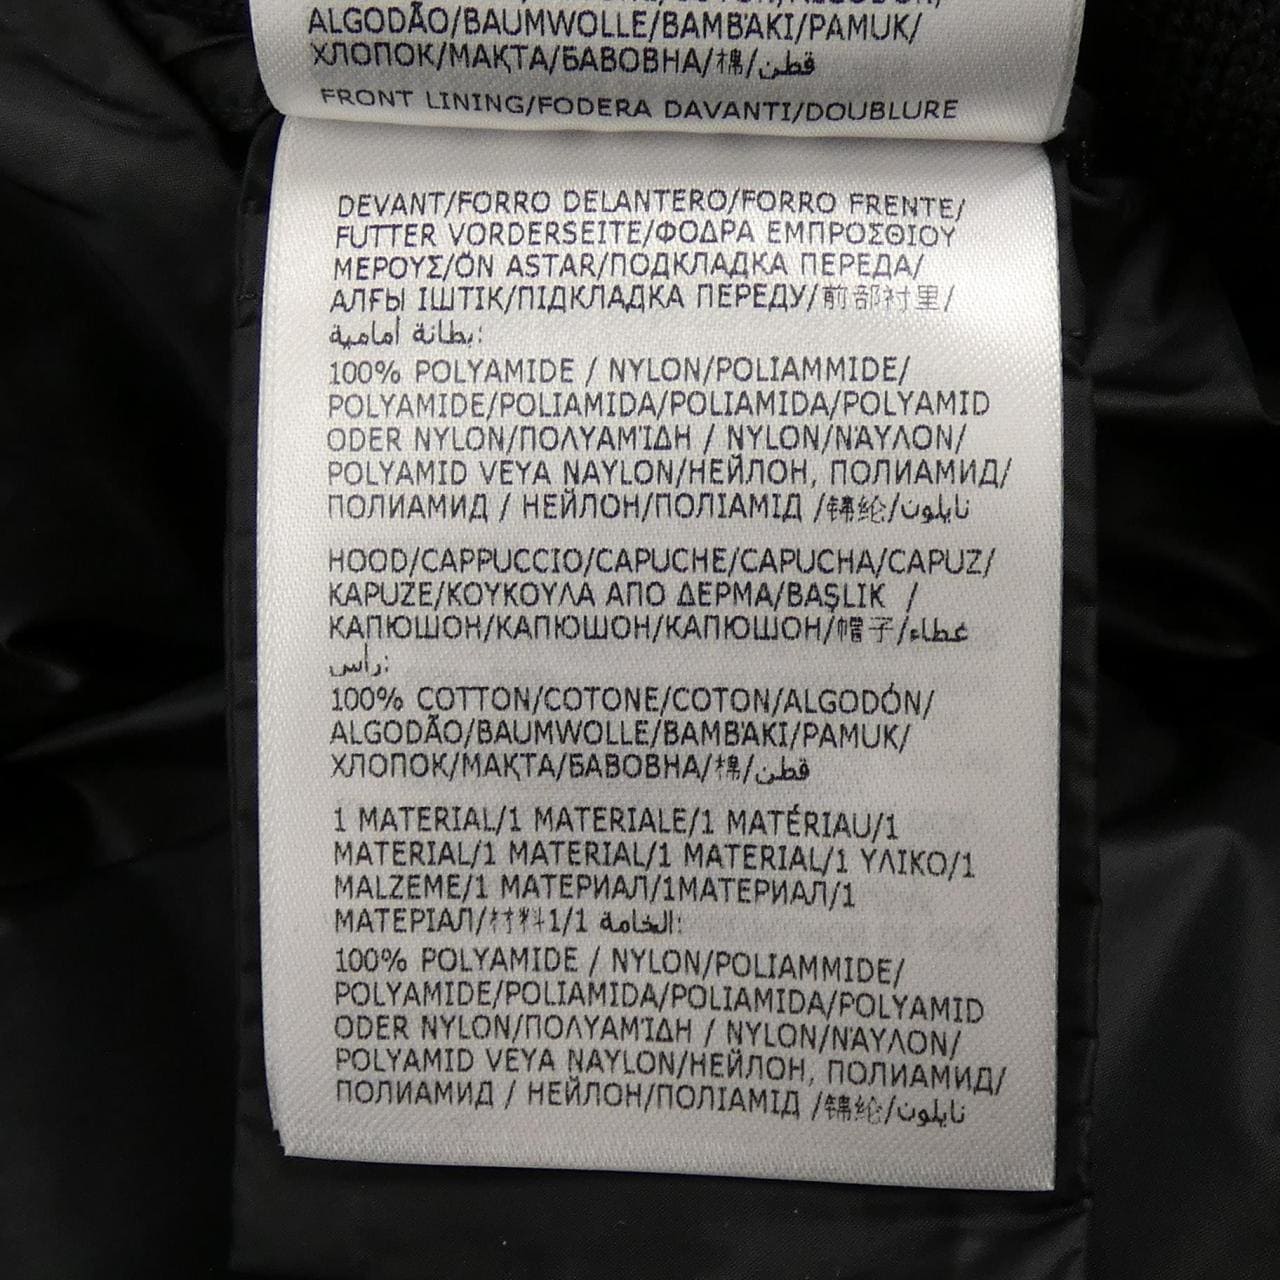 ALGODÃO/BAUMWOLLE/BAMBΆKI/PAMUK/
ХЛОПОК/МАҚТА/БАВОВНА/棉/قطن
FRONT LINING/FODERA DAVANTI/DOUBLURE
DEVANT/FORRO DELANTERO/FORRO FRENTE/
FUTTER VORDERSEITE/ΦΟΔΡΑ ΕΜΠΡΟΣΘΙΟΥ
ΜΕΡΟΥΣ/ÖN ASTAR/ПОДКЛАДКА ПЕРЕДА/
АЛҒЫ ІШТІК/ПІДКЛАДКА ПЕРЕДУ/前部衬里/
بطانة أمامية:
100% POLYAMIDE / NYLON/POLIAMMIDE/
POLYAMIDE/POLIAMIDA/POLIAMIDA/POLYAMID
ODER NYLON/ΠΟΛΥΑΜΊΔΗ / NYLON/ΝΆΥΛΟΝ/
POLYAMID VEYA NAYLON/НЕЙЛОН, ПОЛИАМИД/
ПОЛИАМИД / НЕЙЛОН/ПОЛІАМІД /锦纶/نايلون
HOOD/CAPPUCCIO/CAPUCHE/CAPUCHA/CAPUZ/
KAPUZE/ΚΟΥΚΟΥΛΑ ΑΠΟ ΔΕΡΜΑ/BAŞLIK /
КАПЮШОН/КАПЮШОН/КАПЮШОН/帽子/غطاء
رأس:
100% COTTON/COTONE/COTON/ALGODÓN/
ALGODÃO/BAUMWOLLE/BAMBΆKI/PAMUK/
ХЛОПОК/МАҚТА/БАВОВНА/棉/قطن
1 MATERIAL/1 MATERIALE/1 MATÉRIAU/1
MATERIAL/1 MATERIAL/1 MATERIAL/1 ΥΛΙΚΟ/1
MALZEME/1 МАТЕРИАЛ/1МАТЕРИАЛ/1
МАТЕРІАЛ/材料1/1 الخامة:
100% POLYAMIDE / NYLON/POLIAMMIDE/
POLYAMIDE/POLIAMIDA/POLIAMIDA/POLYAMID
ODER NYLON/ΠΟΛΥΑΜΊΔΗ / NYLON/ΝΆΥΛΟΝ/
POLYAMID VEYA NAYLON/НЕЙЛОН, ПОЛИАМИД/
ПОЛИАМИД / НЕЙЛОН/ПОЛІАМІД /锦纶/نايلون